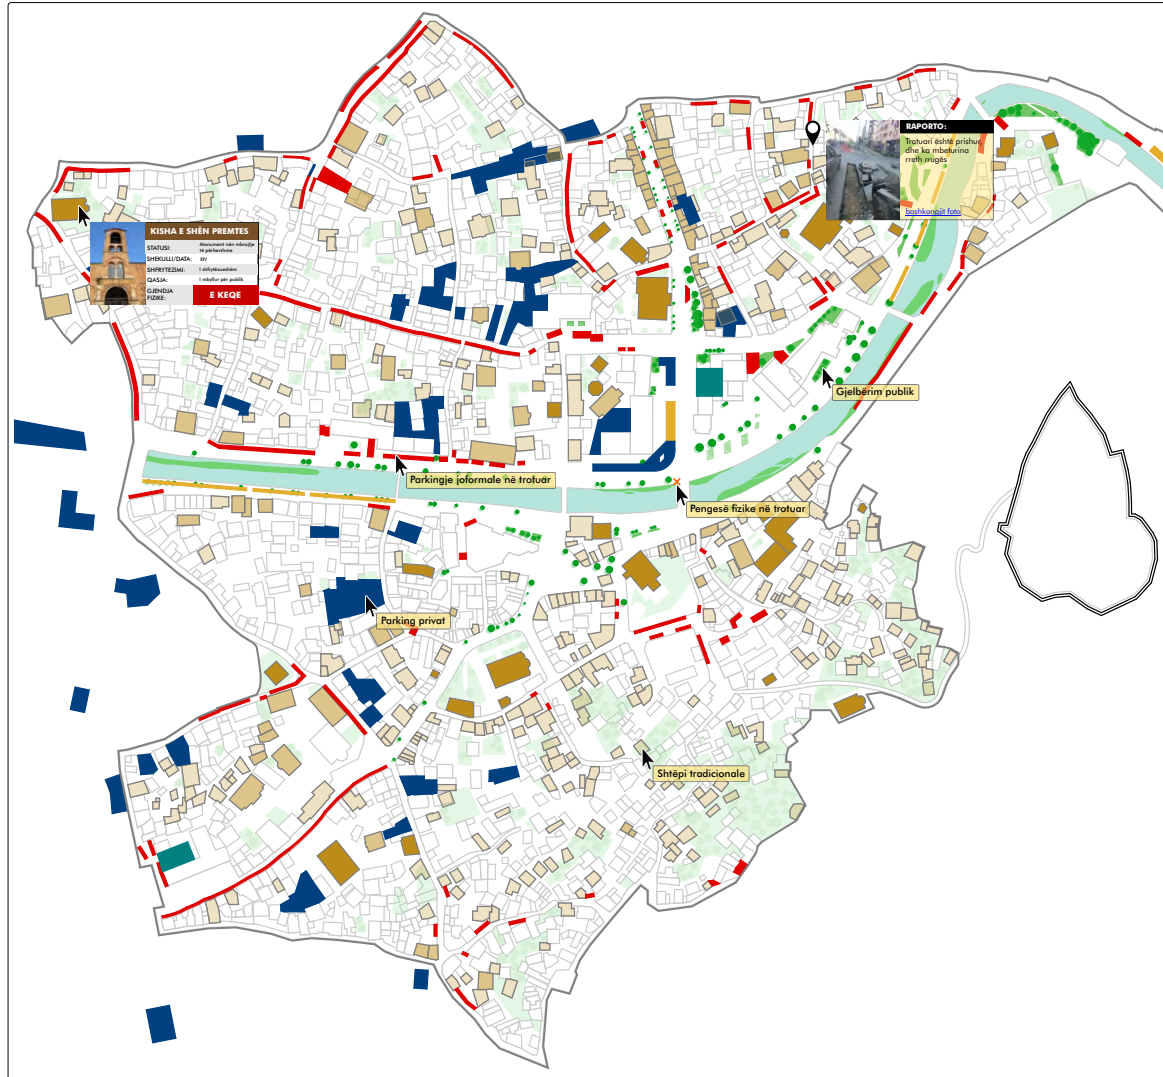 RAPORTO:
Trotuari është prishur
dhe ka mbeturina
rreth rrugës
bashkangjit foto
KISHA E SHËN PREMTES
STATUSI:
Monument nën mbrojtje
të përhershme
SHEKULLI/DATA:
XIV
SHFRYTEZIMI:
I shfrytëzueshëm
QASJA:
I mbyllur për publik
GJENDJA
FIZIKE:
E KEQE
Gjelbërim publik
Parkingje joformale në trotuar
Pengesë fizike në trotuar
Parking privat
Shtëpi tradicionale